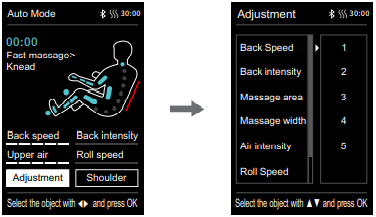 Auto Mode 30:00
00:00
Fast massage>
Knead
Back speed Back intensity
Upper air Roll speed
Adjustment Shoulder
Select the object with ◀▶ and press OK
Adjustment 30:00
Back Speed 1
Back intensity 2
Massage area 3
Massage width 4
Air intensity 5
Roll Speed
Select the object with ▲▼ and press OK